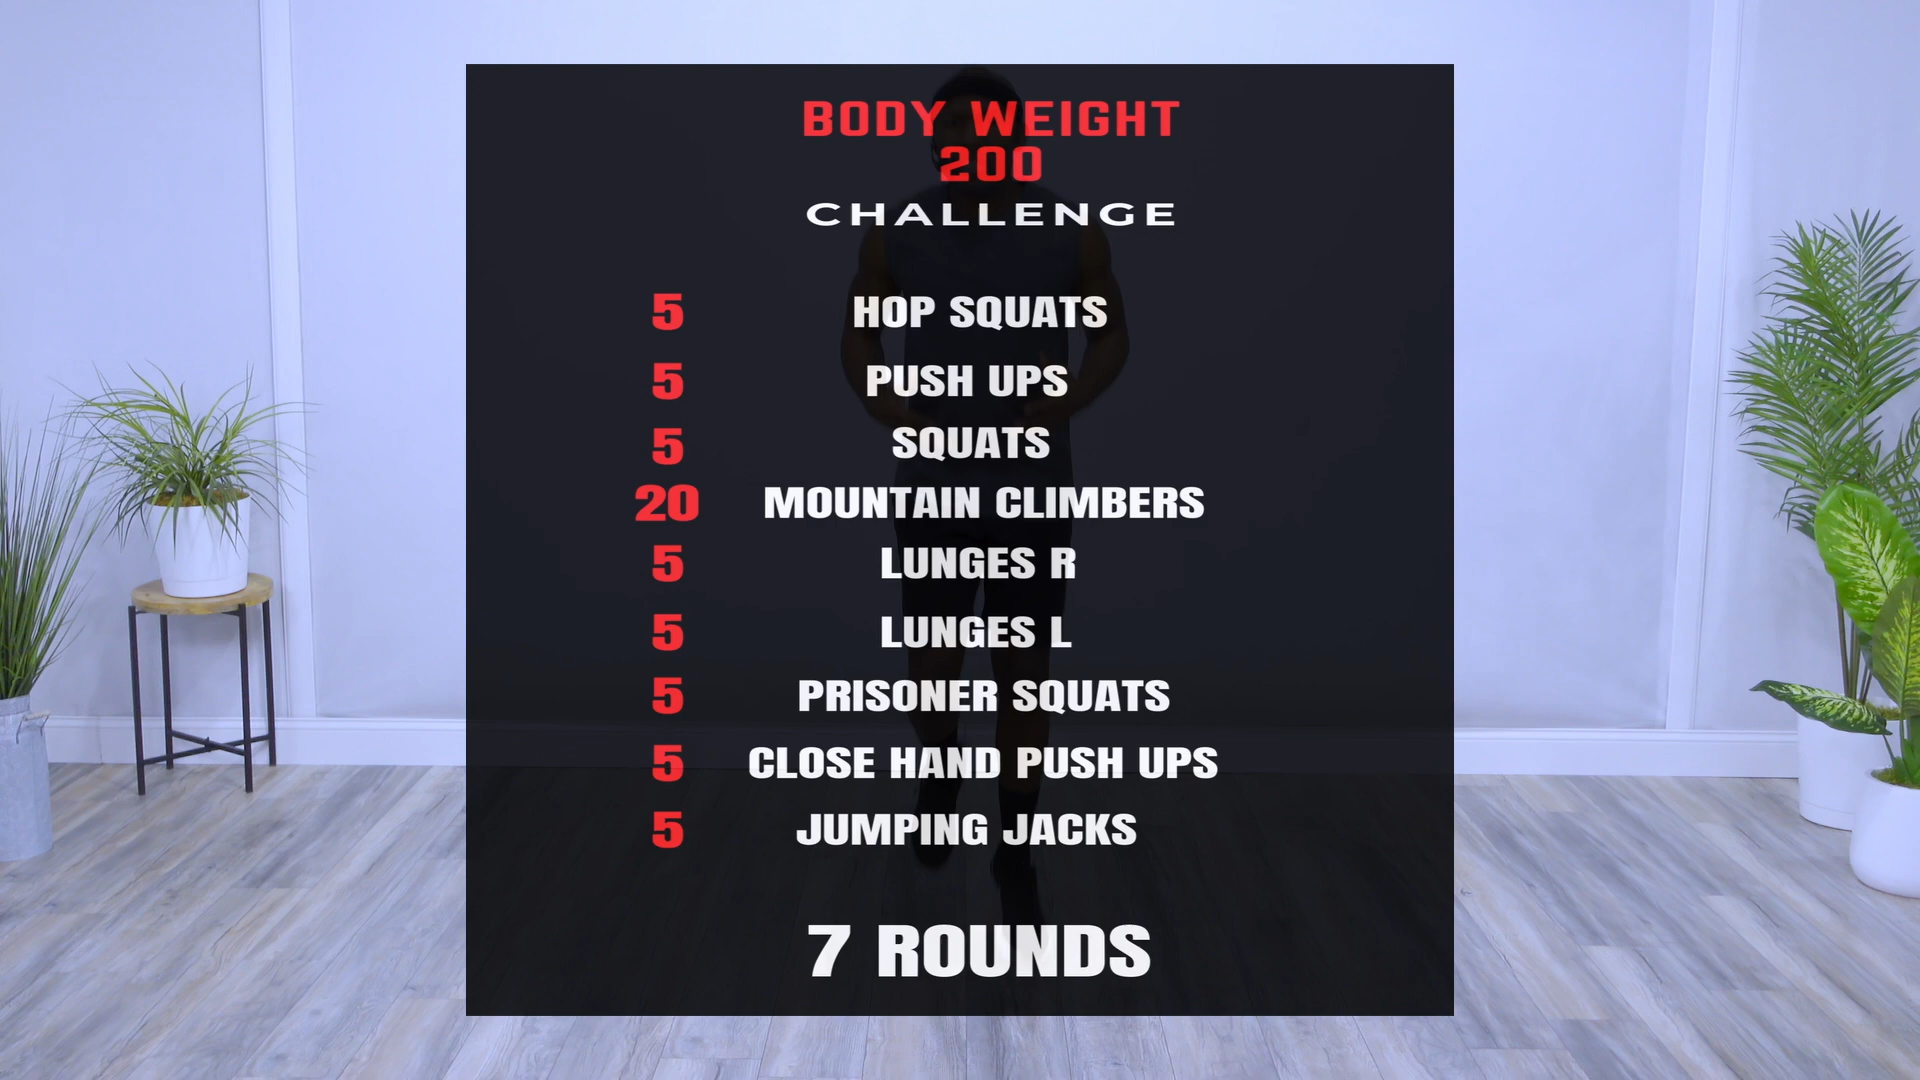 BODY WEIGHT
200
CHALLENGE
5 HOP SQUATS
5 PUSH UPS
5 SQUATS
20 MOUNTAIN CLIMBERS
5 LUNGES R
5 LUNGES L
5 PRISONER SQUATS
5 CLOSE HAND PUSH UPS
5 JUMPING JACKS
7 ROUNDS